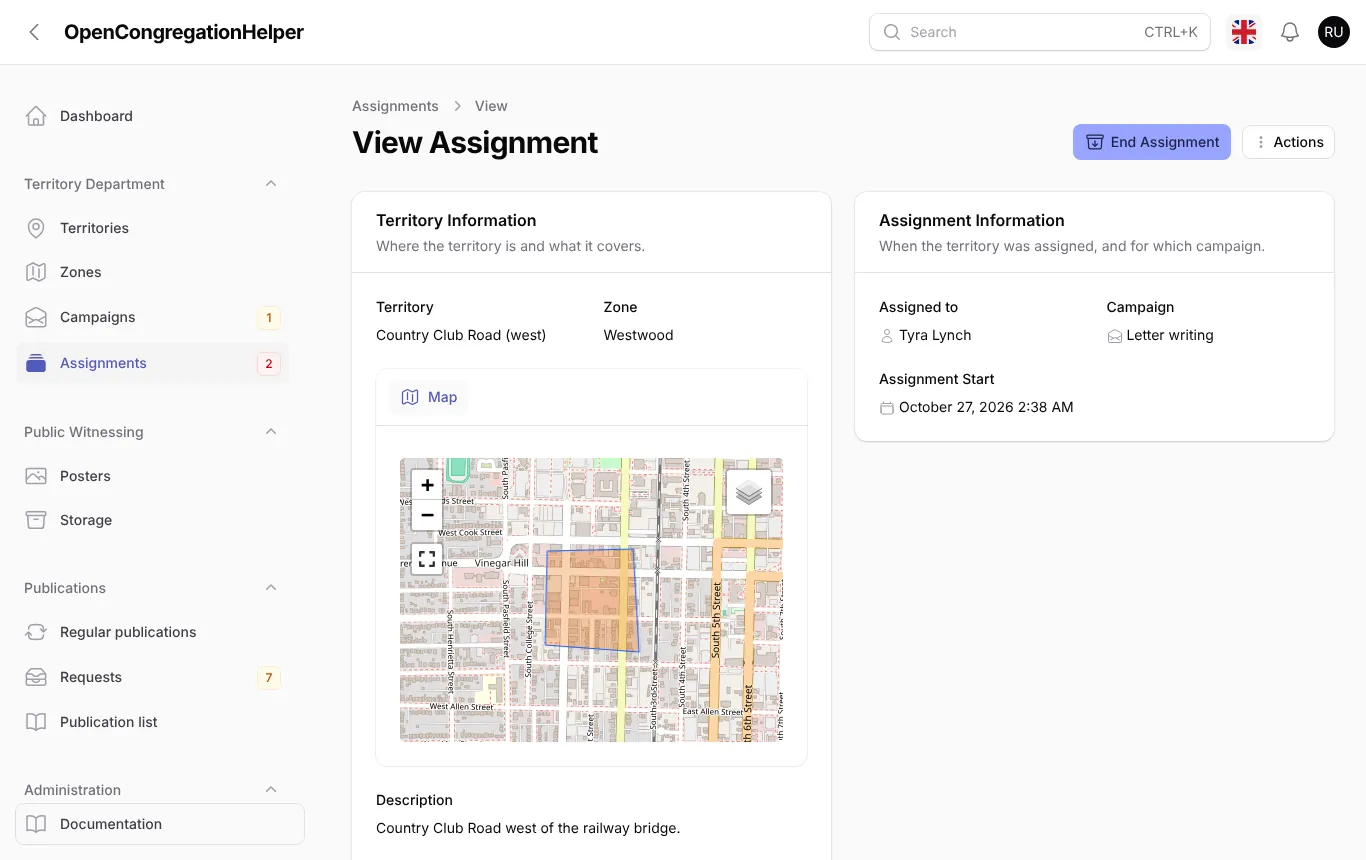 OpenCongregationHelper
Search
CTRL+K
RU
Dashboard
Territory Department
Territories
Zones
Campaigns
1
Assignments
2
Public Witnessing
Posters
Storage
Publications
Regular publications
Requests
7
Publication list
Administration
Documentation
Assignments
View
View Assignment
End Assignment
Actions
Territory Information
Where the territory is and what it covers.
Territory
Country Club Road (west)
Zone
Westwood
Map
+
−
South 4th Street
West Cook Street
Vinegar Hill
South Pasfield Street
South College Street
South Henrietta Street
South 5th Street
South 4th Street
South 3rd Street
West Allen Street
East Allen Street
th 6th Street
Description
Country Club Road west of the railway bridge.
Assignment Information
When the territory was assigned, and for which campaign.
Assigned to
Tyra Lynch
Campaign
Letter writing
Assignment Start
October 27, 2026 2:38 AM